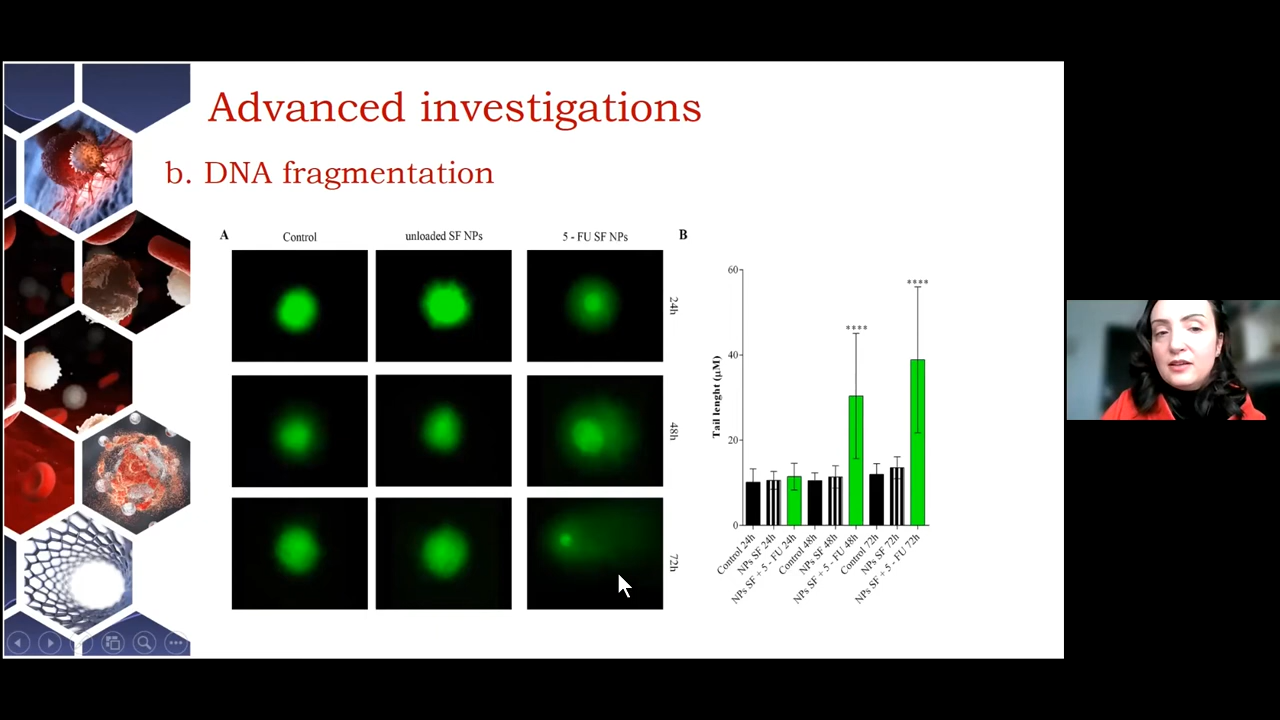 Advanced investigations
b. DNA fragmentation
A
Control
unloaded SF NPs
5 - FU SF NPs
24h
48h
72h
B
Tail lenght (µM)
60
40
20
0
****
****
Control 24h
NPs SF 24h
NPs SF + 5 - FU 24h
Control 48h
NPs SF 48h
NPs SF + 5 - FU 48h
Control 72h
NPs SF 72h
NPs SF + 5 - FU 72h